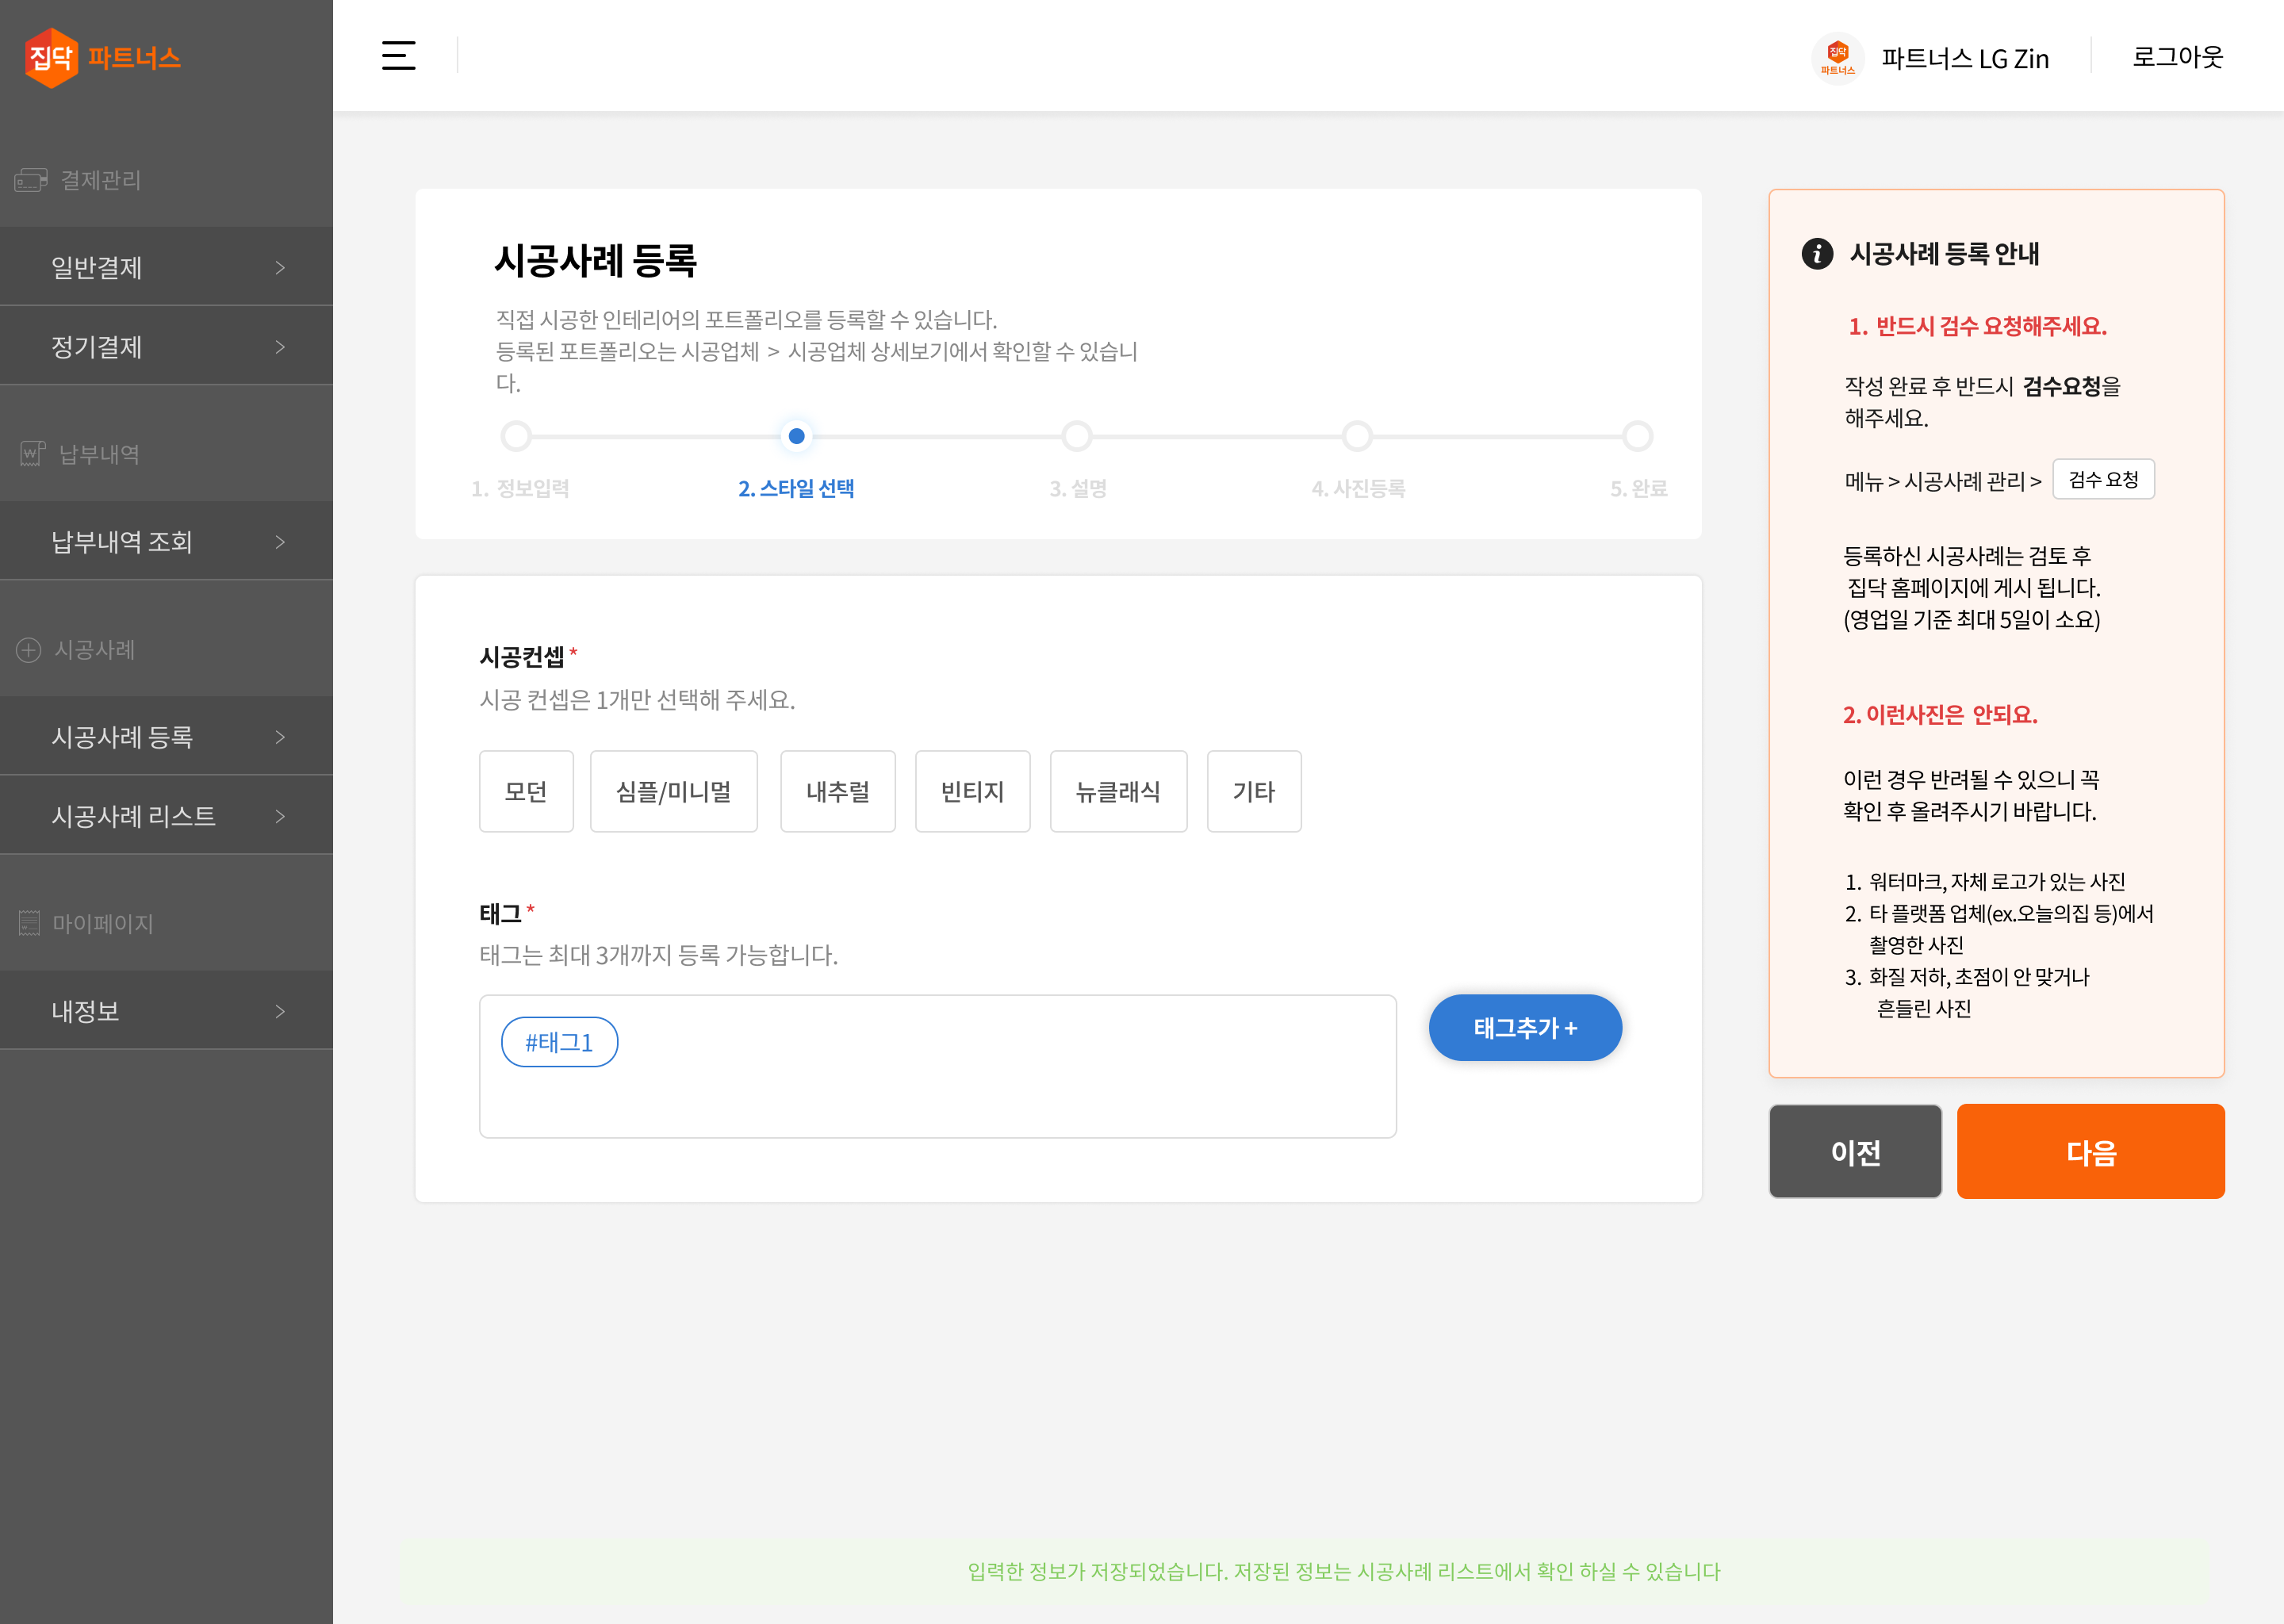 집닥 파트너스
집닥
파트너스
파트너스 LG Zin
로그아웃
결제관리
일반결제
정기결제
납부내역
납부내역 조회
시공사례
시공사례 등록
시공사례 리스트
마이페이지
내정보
시공사례 등록
직접 시공한 인테리어의 포트폴리오를 등록할 수 있습니다.
등록된 포트폴리오는 시공업체 > 시공업체 상세보기에서 확인할 수 있습니
다.
1. 정보입력
2. 스타일 선택
3. 설명
4. 사진등록
5. 완료
시공컨셉 *
시공 컨셉은 1개만 선택해 주세요.
모던
심플/미니멀
내추럴
빈티지
뉴클래식
기타
태그 *
태그는 최대 3개까지 등록 가능합니다.
#태그1
태그추가 +
시공사례 등록 안내
1. 반드시 검수 요청해주세요.
작성 완료 후 반드시 검수요청을
해주세요.
메뉴 > 시공사례 관리 > 검수 요청
등록하신 시공사례는 검토 후
집닥 홈페이지에 게시 됩니다.
(영업일 기준 최대 5일이 소요)
2. 이런사진은 안되요.
이런 경우 반려될 수 있으니 꼭
확인 후 올려주시기 바랍니다.
1. 워터마크, 자체 로고가 있는 사진
2. 타 플랫폼 업체(ex.오늘의집 등)에서
촬영한 사진
3. 화질 저하, 초점이 안 맞거나
흔들린 사진
이전
다음
입력한 정보가 저장되었습니다. 저장된 정보는 시공사례 리스트에서 확인 하실 수 있습니다